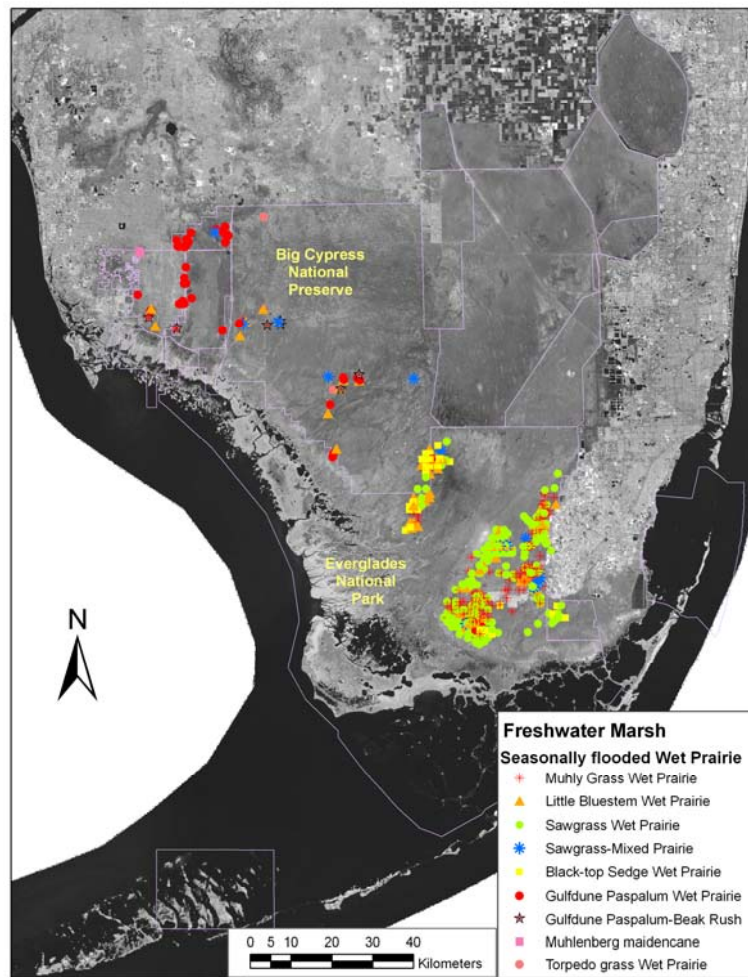 Big Cypress
National
Preserve
Everglades
National
Park
N
Freshwater Marsh
Seasonally flooded Wet Prairie
Muhly Grass Wet Prairie
Little Bluestem Wet Prairie
Sawgrass Wet Prairie
Sawgrass-Mixed Prairie
Black-top Sedge Wet Prairie
Gulfdune Paspalum Wet Prairie
Gulfdune Paspalum-Beak Rush
Muhlenberg maidencane
Torpedo grass Wet Prairie
0 5 10 20 30 40
Kilometers